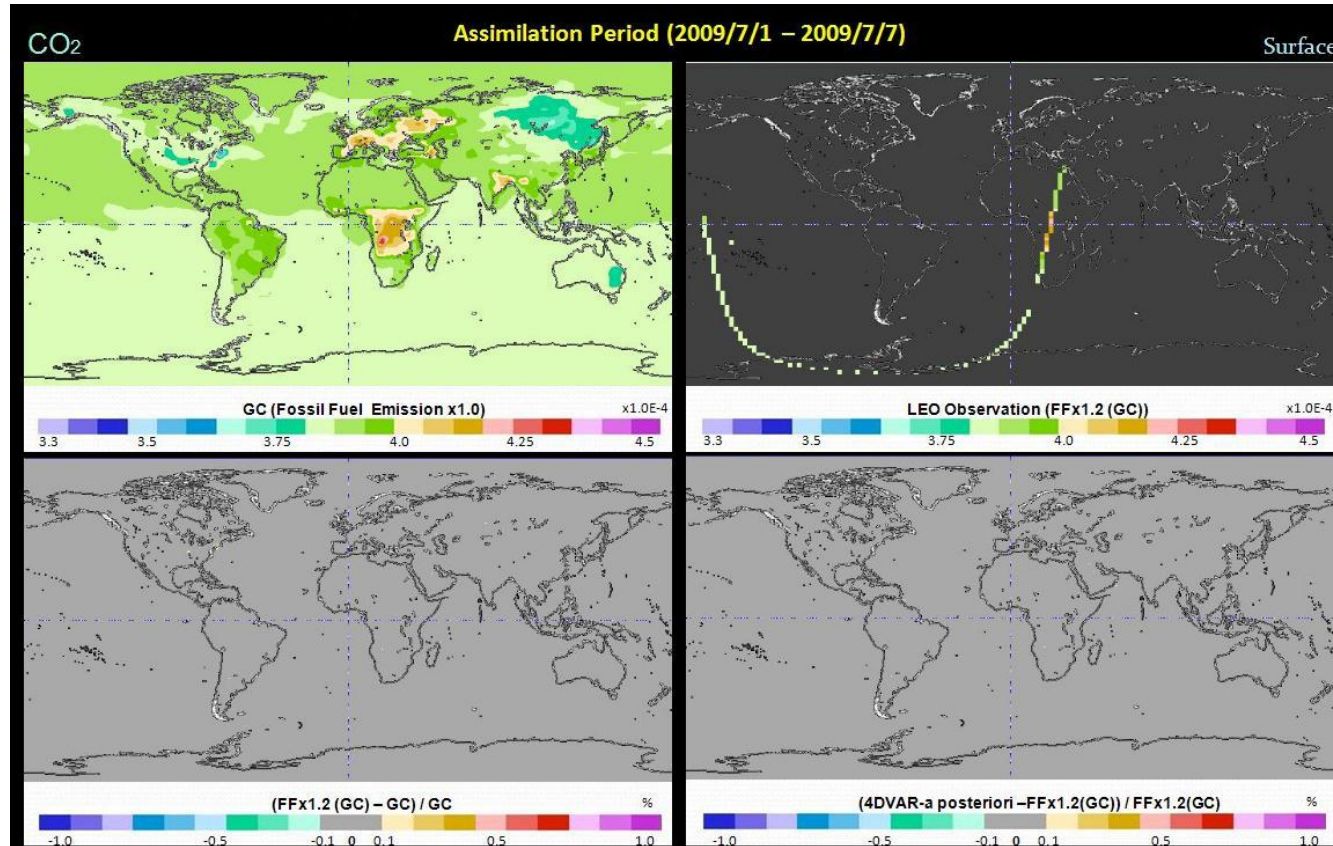 Assimilation Period (2009/7/1 – 2009/7/7)
CO2
Surface
GC (Fossil Fuel Emission x1.0)
x1.0E-4
3.3 3.5 3.75 4.0 4.25 4.5
LEO Observation (FFx1.2 (GC))
x1.0E-4
3.3 3.5 3.75 4.0 4.25 4.5
(FFx1.2 (GC) – GC) / GC
%
-1.0 -0.5 -0.1 0 0.1 0.5 1.0
(4DVAR-a posteriori –FFx1.2(GC)) / FFx1.2(GC)
%
-1.0 -0.5 -0.1 0 0.1 0.5 1.0